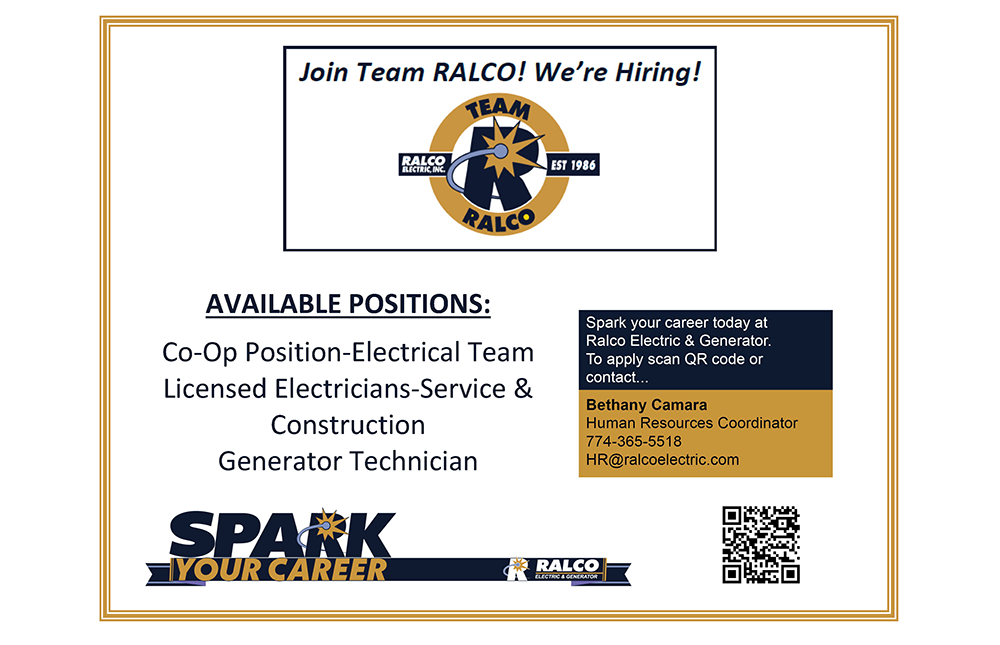 Join Team RALCO! We're Hiring!
TEAM
RALCO
ELECTRIC, INC.
EST 1986
R
RALCO
AVAILABLE POSITIONS:
Co-Op Position-Electrical Team
Licensed Electricians-Service &
Construction
Generator Technician
Spark your career today at
Ralco Electric & Generator.
To apply scan QR code or
contact...
Bethany Camara
Human Resources Coordinator
774-365-5518
HR@ralcoelectric.com
SPARK
YOUR CAREER
R RALCO
ELECTRIC & GENERATOR